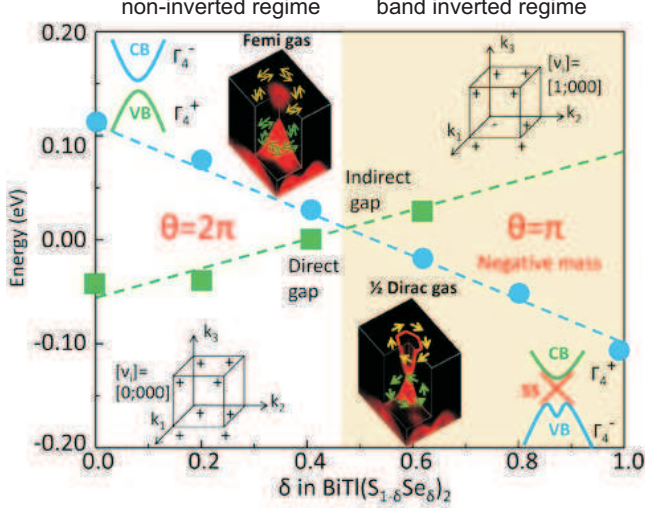 non-inverted regime
band inverted regime
0.20
0.10
0.00
-0.10
-0.20
Energy (eV)
CB
Γ₄⁻
VB
Γ₄⁺
Femi gas
k₃
[vᵢ]=
[1;000]
k₁
k₂
+ + + + + + +
-
Indirect
gap
θ=2π
θ=π
Negative mass
Direct
gap
½ Dirac gas
k₃
[vᵢ]=
[0;000]
k₁
k₂
+ + + + + + + +
CB
Γ₄⁺
SS
VB
Γ₄⁻
0.0
0.2
0.4
0.6
0.8
1.0
δ in BiTl(S₁₋δSeδ)₂